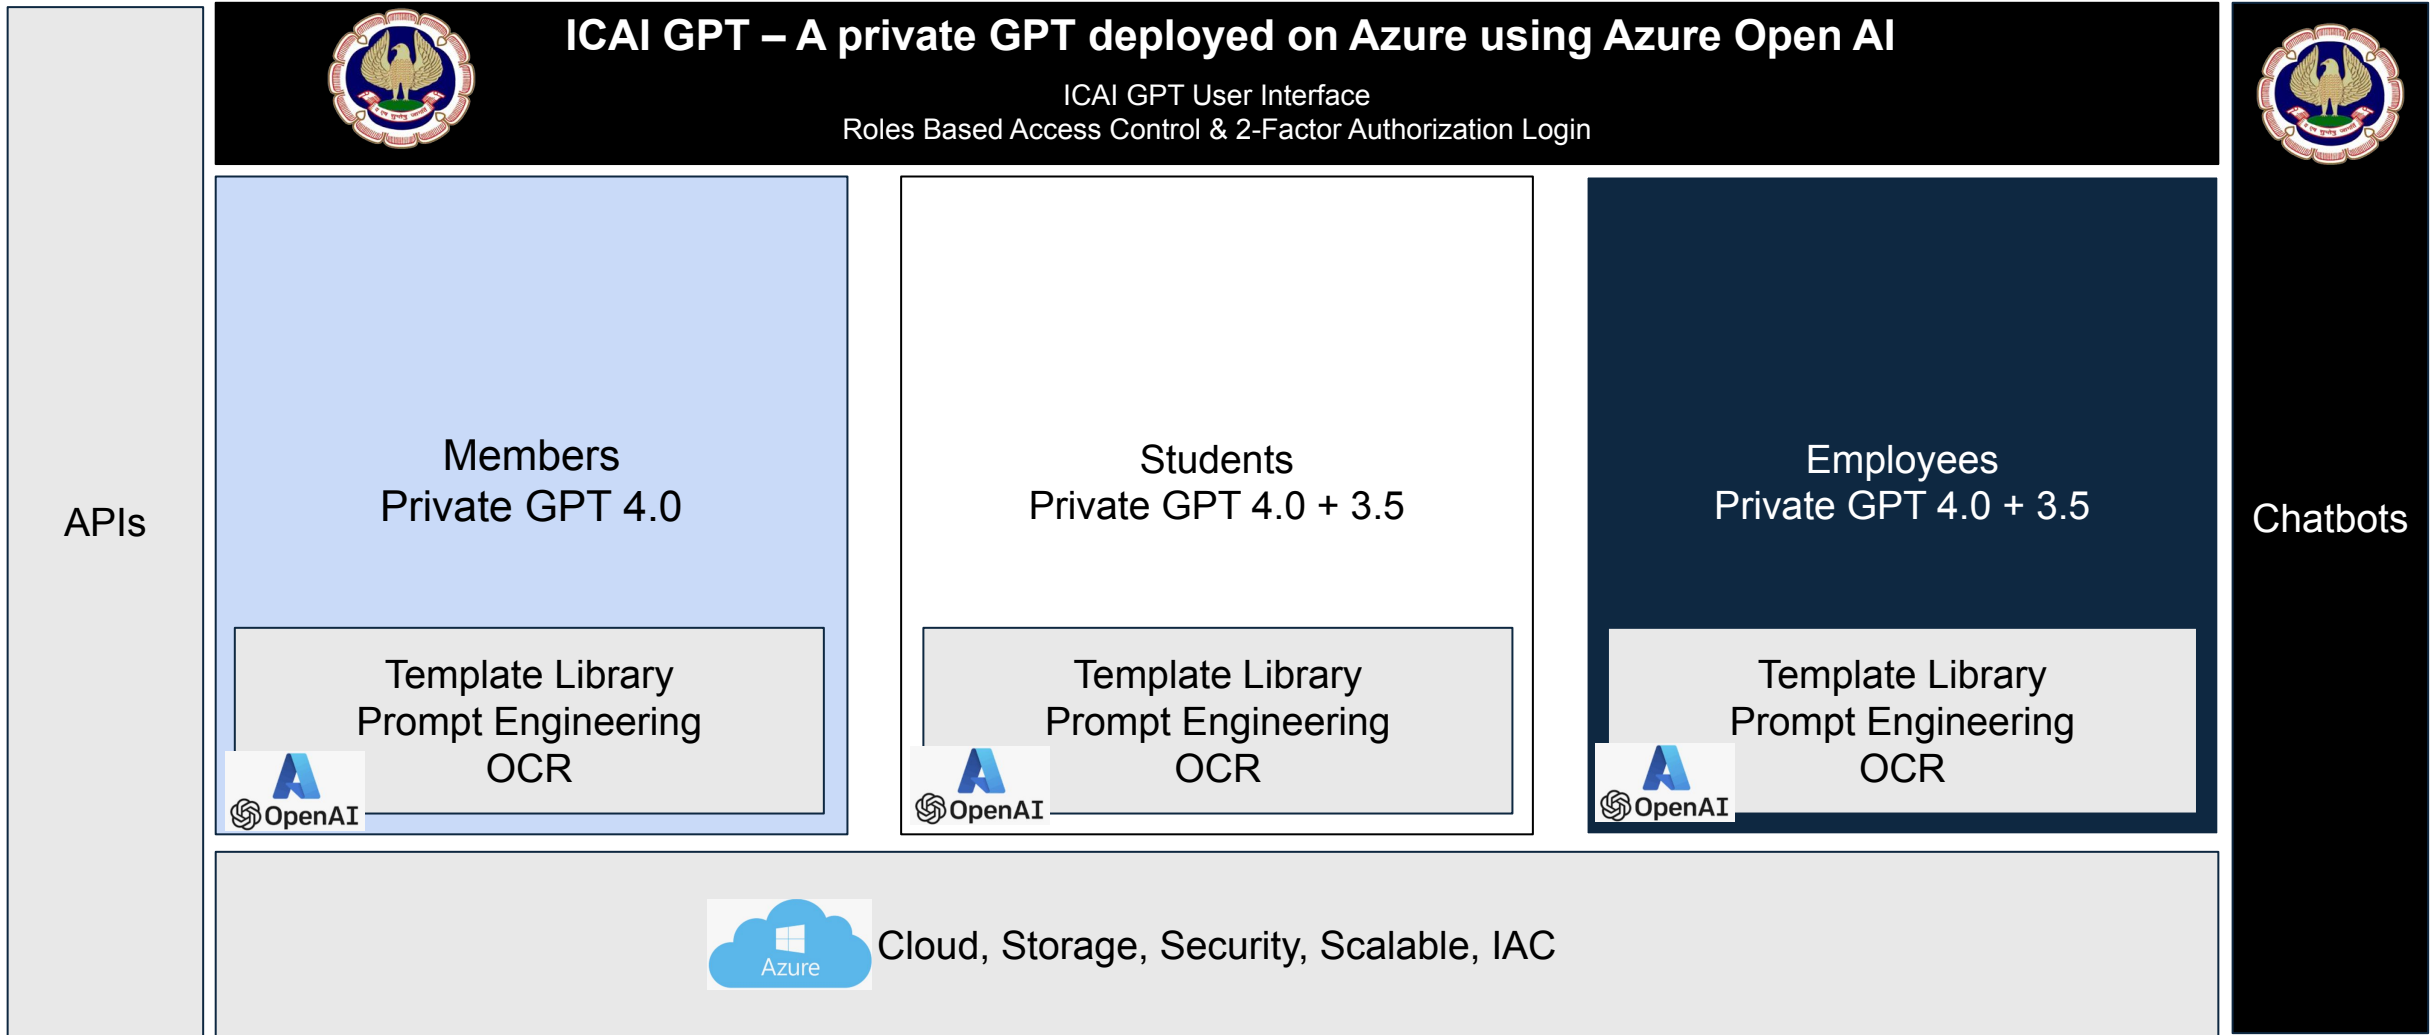 ICAI GPT – A private GPT deployed on Azure using Azure Open AI
ICAI GPT User Interface
Roles Based Access Control & 2-Factor Authorization Login
APIs
Members
Private GPT 4.0
Template Library
Prompt Engineering
OCR
OpenAI
Students
Private GPT 4.0 + 3.5
Template Library
Prompt Engineering
OCR
OpenAI
Employees
Private GPT 4.0 + 3.5
Template Library
Prompt Engineering
OCR
OpenAI
Chatbots
Azure
Cloud, Storage, Security, Scalable, IAC